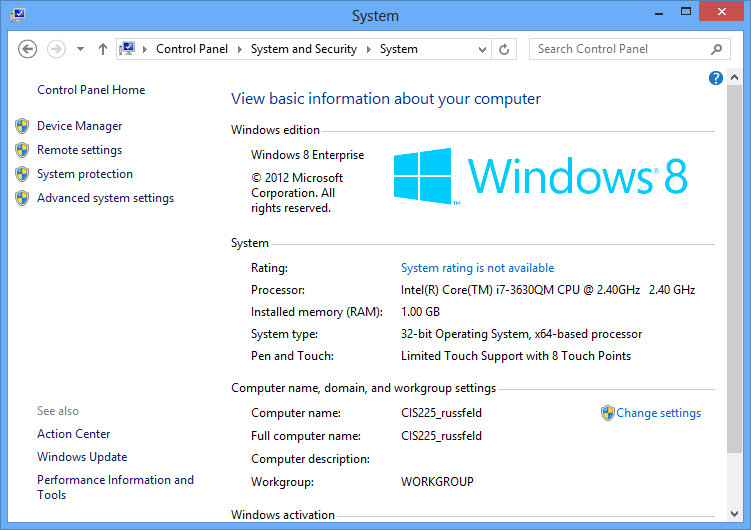 System
Control Panel System and Security System
Search Control Panel
Control Panel Home
Device Manager
Remote settings
System protection
Advanced system settings
See also
Action Center
Windows Update
Performance Information and
Tools
View basic information about your computer
Windows edition
Windows 8 Enterprise
© 2012 Microsoft
Corporation. All
rights reserved.
Windows® 8
™
System
Rating: System rating is not available
Processor: Intel(R) Core(TM) i7-3630QM CPU @ 2.40GHz 2.40 GHz
Installed memory (RAM): 1.00 GB
System type: 32-bit Operating System, x64-based processor
Pen and Touch: Limited Touch Support with 8 Touch Points
Computer name, domain, and workgroup settings
Computer name: CIS225_russfeld Change settings
Full computer name: CIS225_russfeld
Computer description:
Workgroup: WORKGROUP
Windows activation